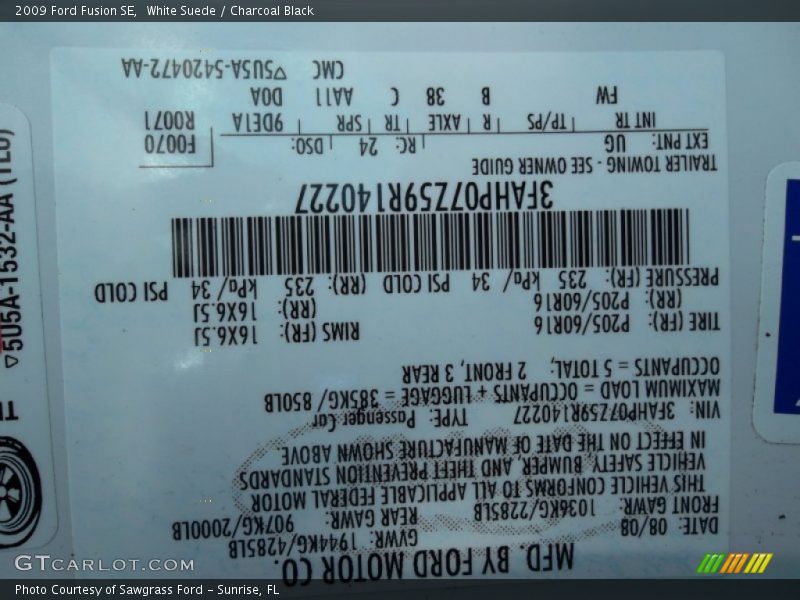 2009 Ford Fusion SE, White Suede / Charcoal Black
MFD. BY FORD MOTOR CO.
DATE: 08/08 GVWR: 1944KG/4285LB
FRONT GAWR: 1036KG/2285LB REAR GAWR: 907KG/2000LB
THIS VEHICLE CONFORMS TO ALL APPLICABLE FEDERAL MOTOR
VEHICLE SAFETY, BUMPER, AND THEFT PREVENTION STANDARDS
IN EFFECT ON THE DATE OF MANUFACTURE SHOWN ABOVE
VIN: 3FAHP07Z59R140227 TYPE: Passenger Car
MAXIMUM LOAD = OCCUPANTS + LUGGAGE = 385KG/ 850LB
OCCUPANTS = 5 TOTAL, 2 FRONT, 3 REAR
TIRE (FR): P205/60R16 RIMS (FR): 16X6.5J
(RR): P205/60R16 (RR): 16X6.5J
PRESSURE (FR): 235 kPa/ 34 PSI COLD (RR): 235 kPa/ 34 PSI COLD
3FAHP07Z59R140227
TRAILER TOWING - SEE OWNER GUIDE
EXT PNT: UG RC: 24 DSO: F0070
INT TR TP/PS R AXLE TR SPR 9DE1A R0071
FW B 38 C AA11 DOA
CMC ▽5U5A-5420472-AA
▽5U5A-1532-AA (TLU)
TI
GTCARLOT.COM
Photo Courtesy of Sawgrass Ford - Sunrise, FL